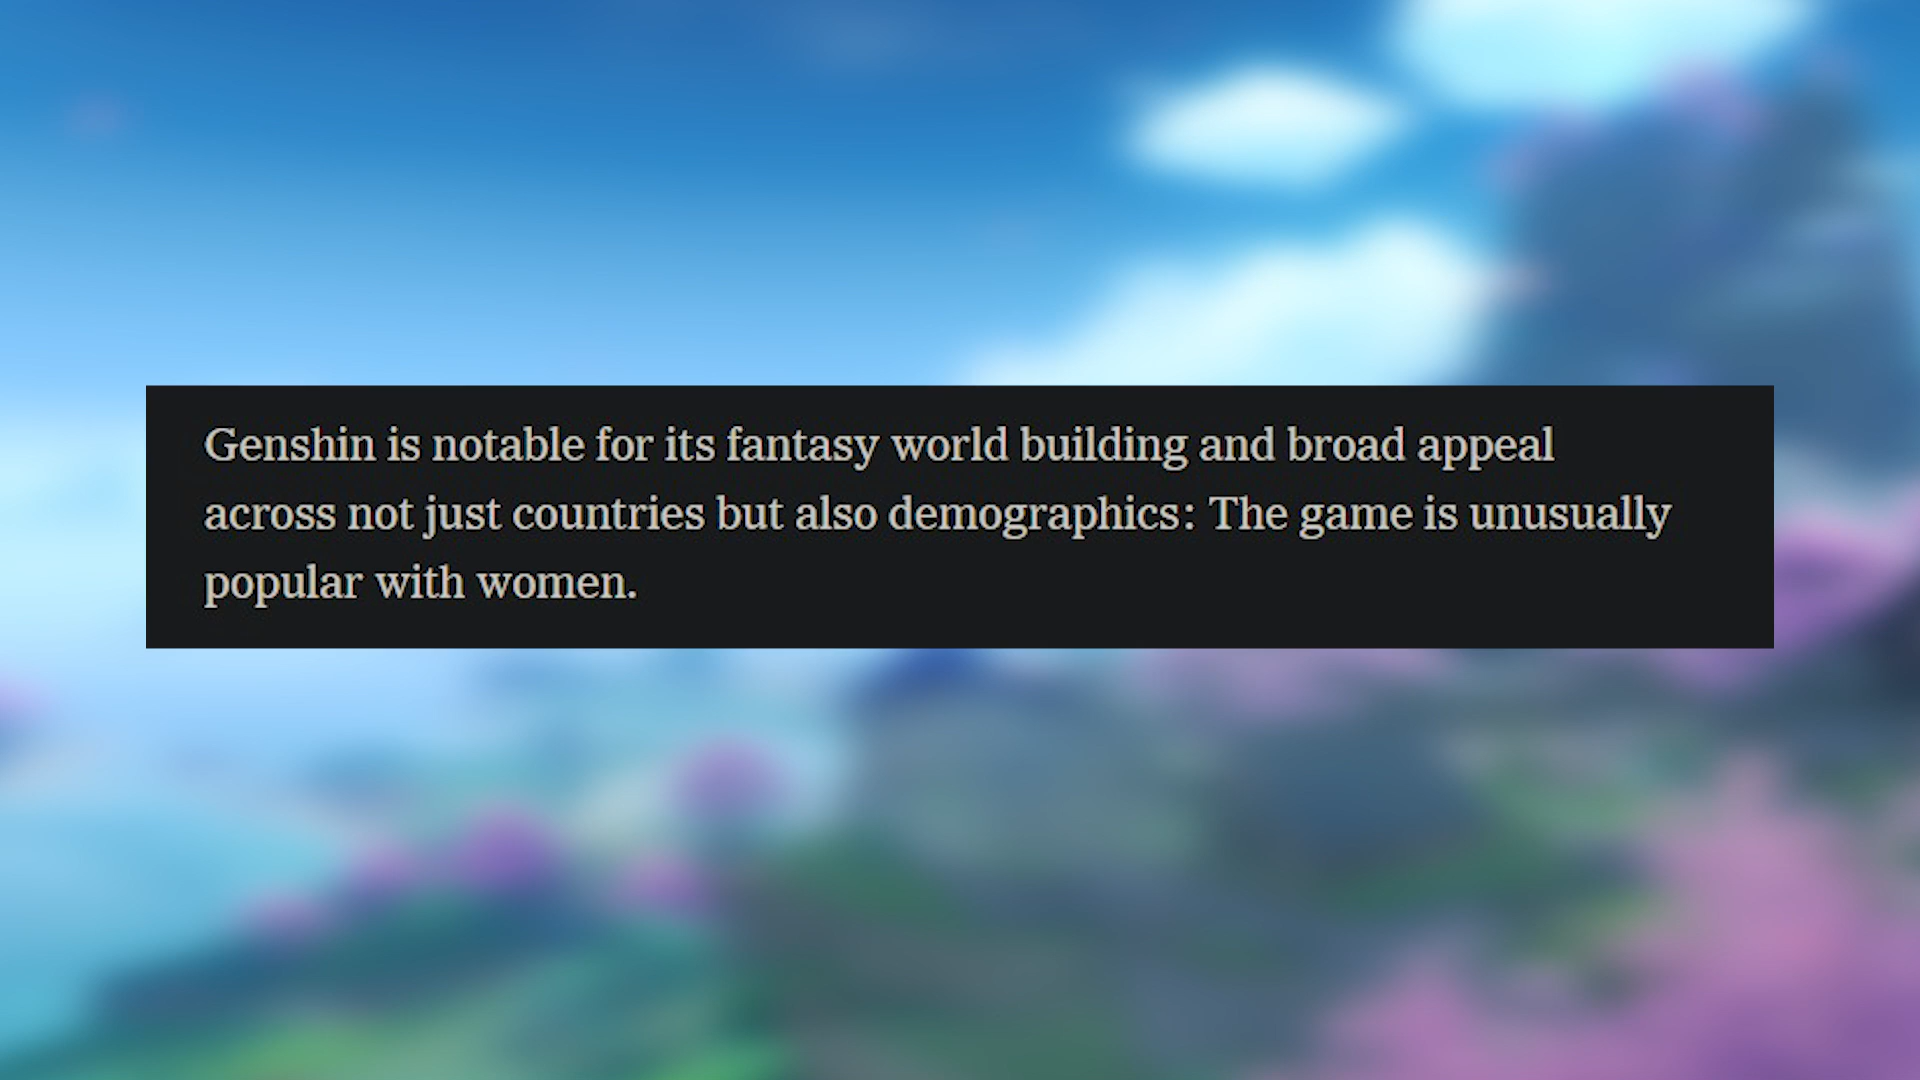 Genshin is notable for its fantasy world building and broad appeal
across not just countries but also demographics: The game is unusually
popular with women.